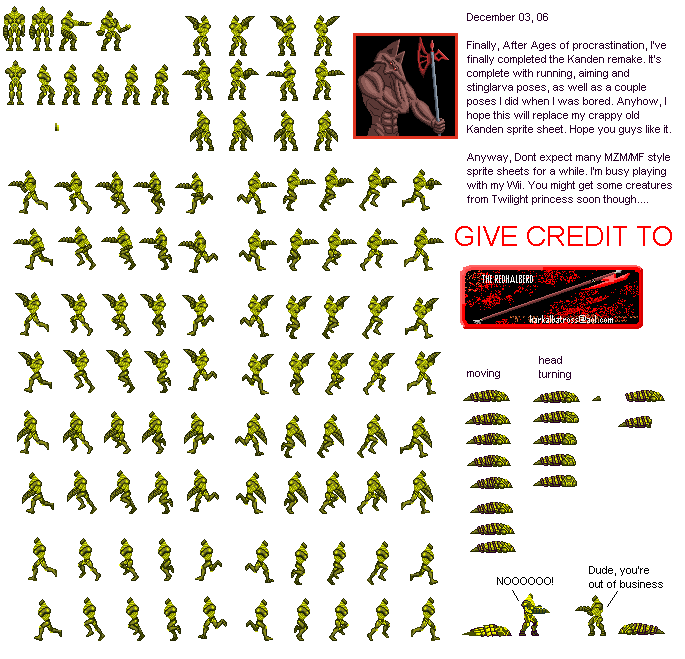 December 03, 06
Finally, After Ages of procrastination, I've
finally completed the Kanden remake. It's
complete with running, aiming and
stinglarva poses, as well as a couple
poses I did when I was bored. Anyhow, I
hope this will replace my crappy old
Kanden sprite sheet. Hope you guys like it.
Anyway, Dont expect many MZM/MF style
sprite sheets for a while. I'm busy playing
with my Wii. You might get some creatures
from Twilight princess soon though....
GIVE CREDIT TO
THE REDHALBERD
harkalbatross@aol.com
moving
head
turning
NOOOOOO!
Dude, you're
out of business